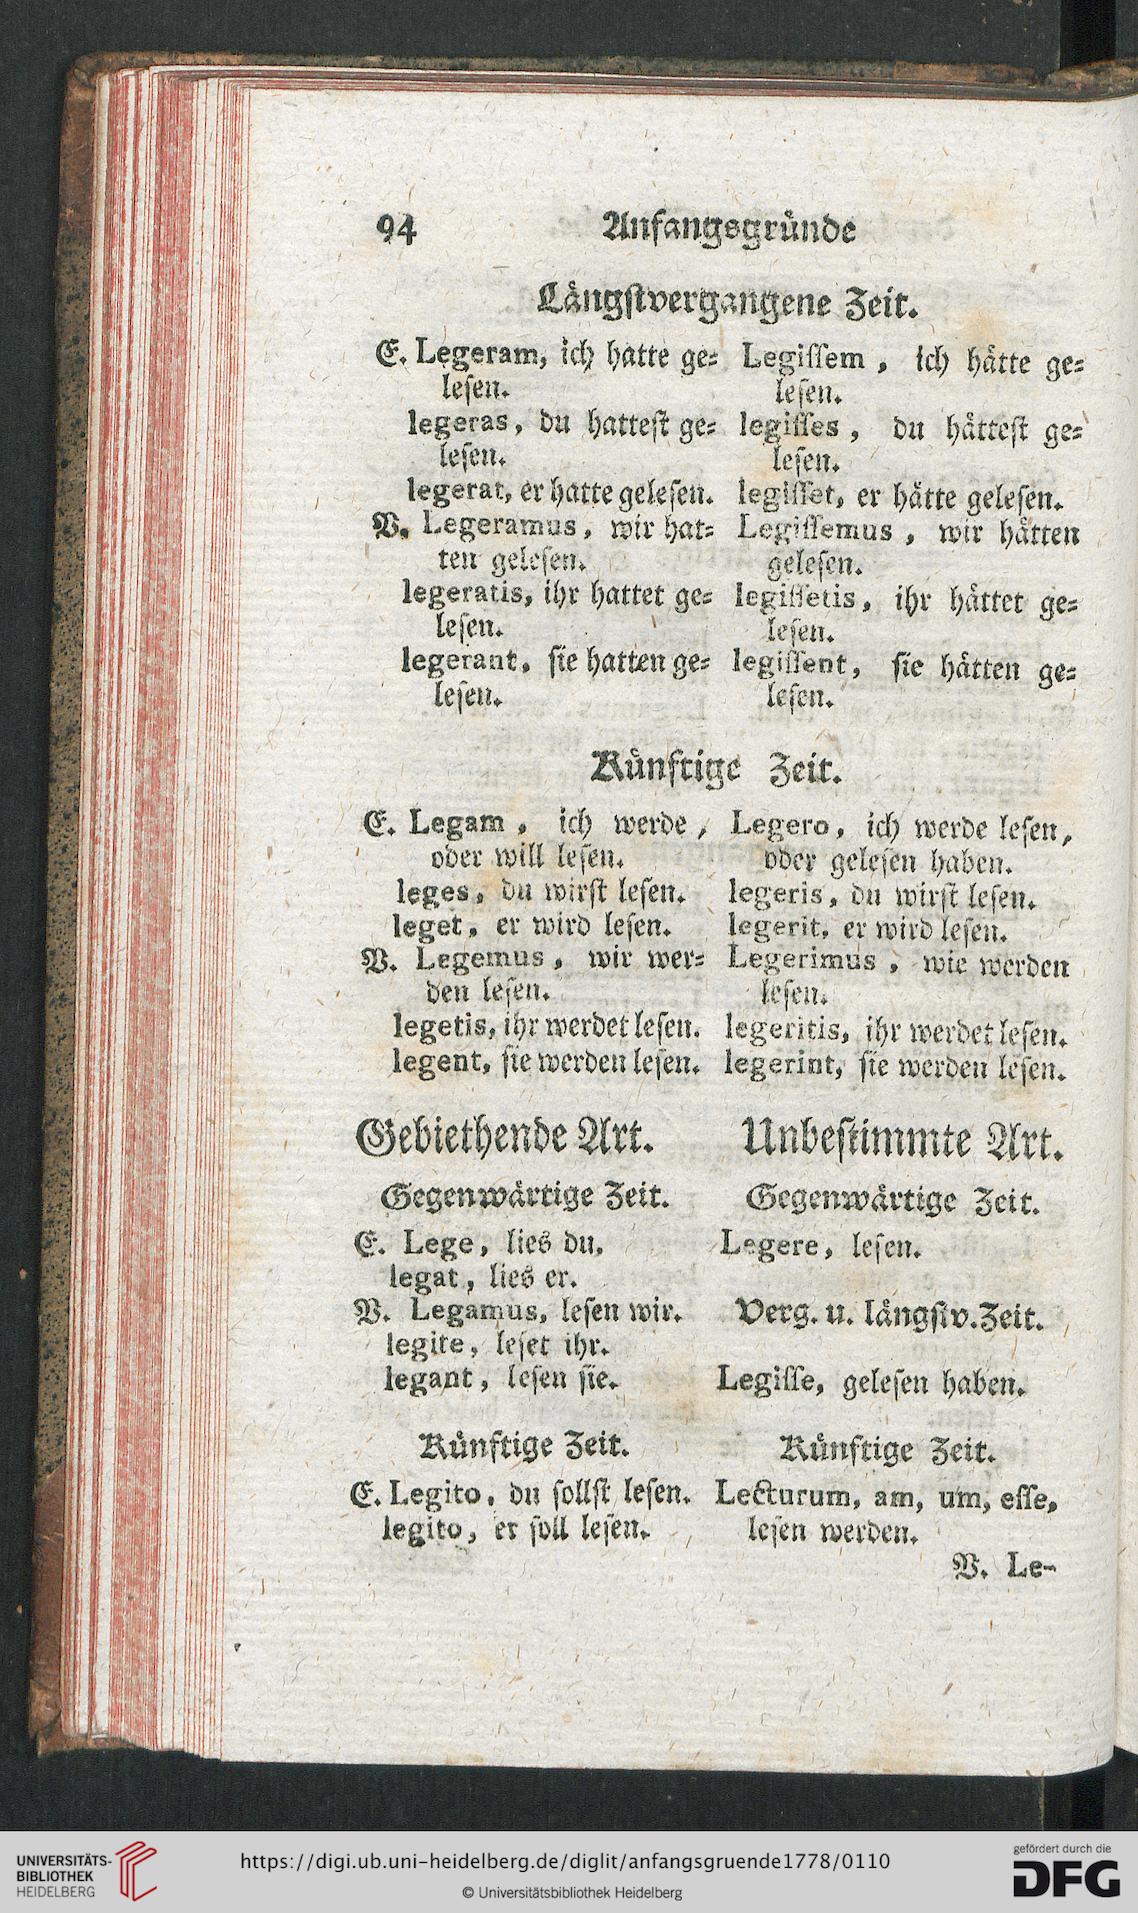 94 Anfangsgründe
Längstvergangene Zeit.
E. Legeram, ich hatte ge-
lesen.
legeras, du hattest ge-
lesen.
legerat, er hatte gelesen.
V. Legeramus, wir hat-
ten gelesen.
legeratis, ihr hattet ge-
lesen.
legerant, sie hatten ge-
lesen.
Legissem, ich hätte ge-
lesen.
legisses, du hättest ge-
lesen.
legisset, er hätte gelesen.
Legissemus, wir hätten
gelesen.
legissetis, ihr hättet ge-
lesen.
legissent, sie hätten ge-
lesen.
Künftige Zeit.
E. Legam, ich werde,
oder will lesen.
leges, du wirst lesen.
leget, er wird lesen.
V. Legemus, wir wer-
den lesen.
legetis, ihr werdet lesen.
legent, sie werden lesen.
Legero, ich werde lesen,
oder gelesen haben.
legeris, du wirst lesen.
legerit, er wird lesen.
Legerimus, wie werden
lesen.
legeritis, ihr werdet lesen.
legerint, sie werden lesen.
Gebiethende Art.
Gegenwärtige Zeit.
E. Lege, lies du,
legat, lies er.
V. Legamus, lesen wir.
legite, leset ihr.
legant, lesen sie.
Künftige Zeit.
E. Legito, du sollst lesen.
legito, er soll lesen.
Unbestimmte Art.
Gegenwärtige Zeit.
Legere, lesen.
Verg. u. längstv. Zeit.
Legisse, gelesen haben.
Künftige Zeit.
Lecturum, am, um, esse,
lesen werden.
V. Le-
UNIVERSITÄTS-
BIBLIOTHEK
HEIDELBERG
https://digi.ub.uni-heidelberg.de/diglit/anfangsgruende1778/0110
© Universitätsbibliothek Heidelberg
gefördert durch die
DFG